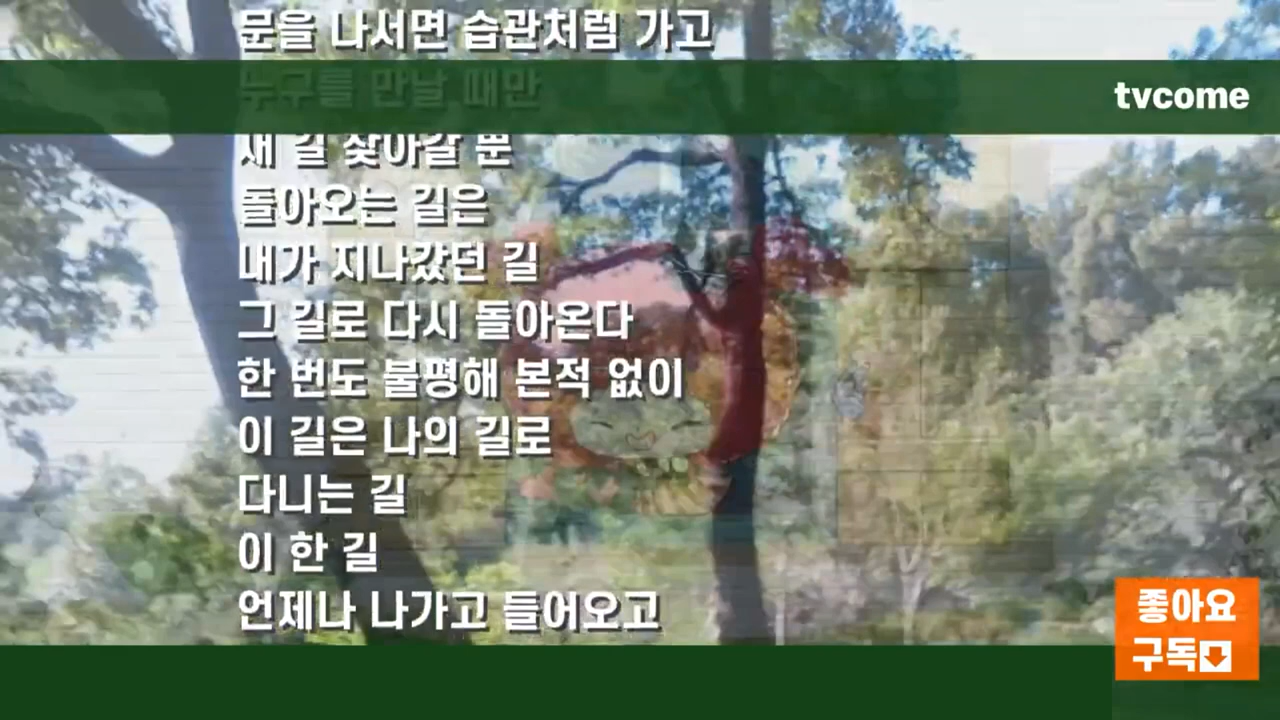 문을 나서면 습관처럼 가고
누구를 만날 때만
tvcome
새 길 찾아갈 뿐
돌아오는 길은
내가 지나갔던 길
그 길로 다시 돌아온다
한 번도 불평해 본적 없이
이 길은 나의 길로
다니는 길
이 한 길
언제나 나가고 들어오고
좋아요
구독